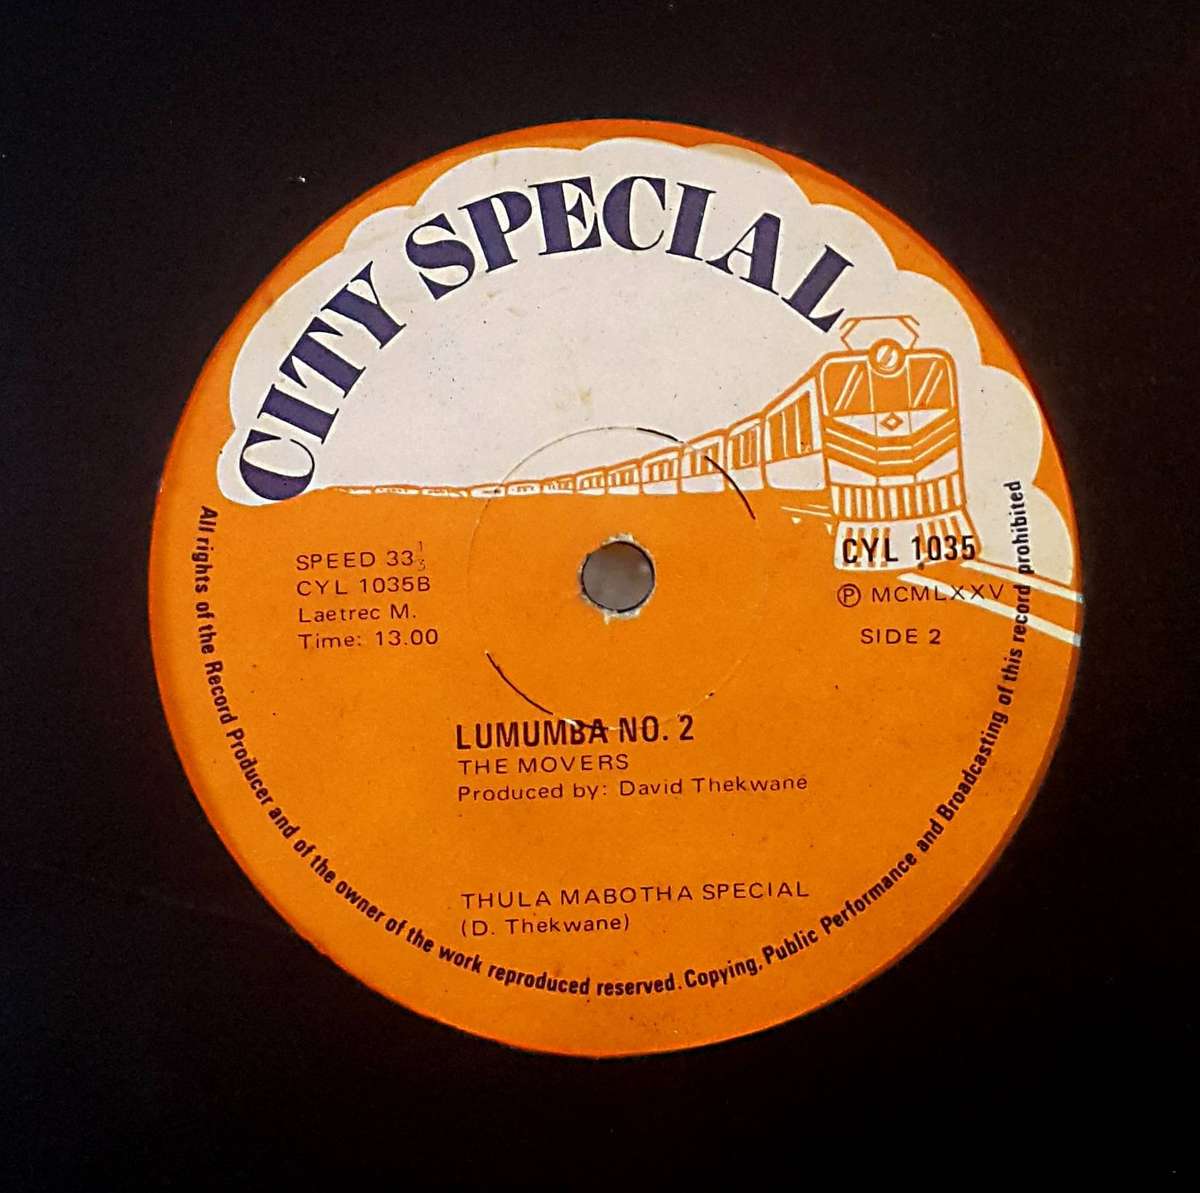 CITY SPECIAL
SPEED 33 1/3
CYL 1035B
Laetrec M.
Time: 13.00
CYL 1035
Ⓟ MCMLXXV
SIDE 2
LUMUMBA NO. 2
THE MOVERS
Produced by: David Thekwane
THULA MABOTHA SPECIAL
(D. Thekwane)
All rights of the Record Producer and of the owner of the work reproduced reserved. Copying, Public Performance and Broadcasting of this record prohibited